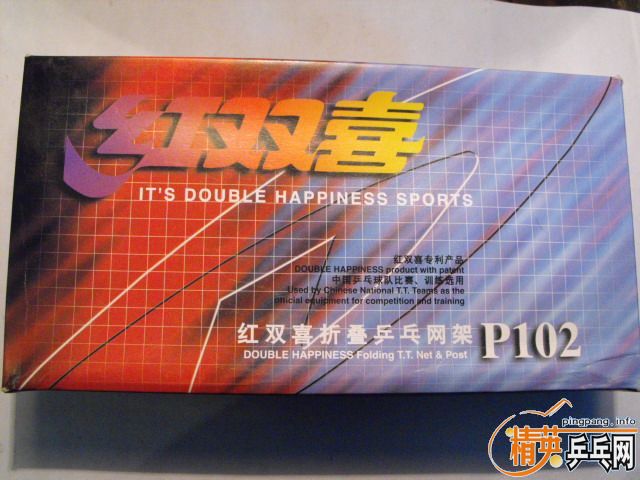 红双喜
IT'S DOUBLE HAPPINESS SPORTS
红双喜专利产品
DOUBLE HAPPINESS product with patent
中国乒乓球队比赛、训练选用
Used by Chinese National T.T. Teams as the
official equipment for competition and training
红双喜折叠乒乓网架 P102
DOUBLE HAPPINESS Folding T.T. Net & Post
pingpang.info
精英乒乓网